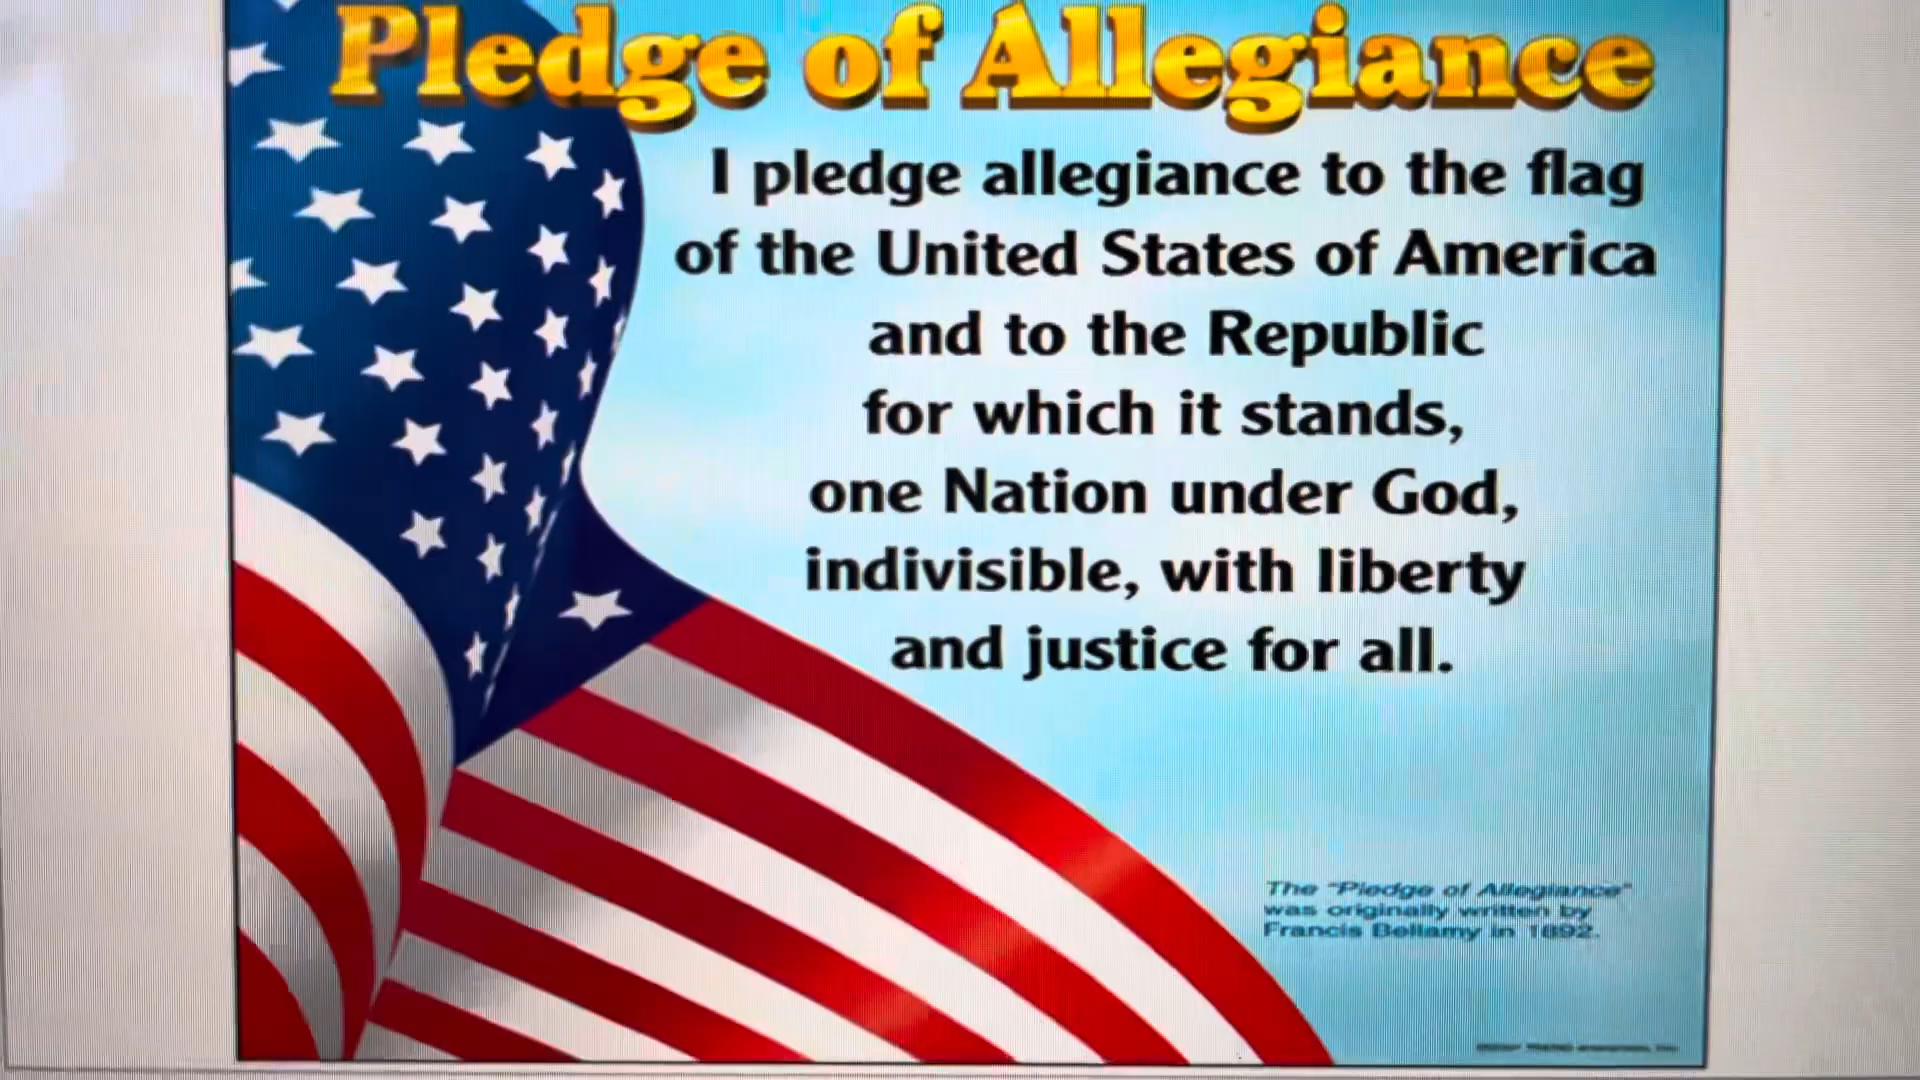 Pledge of Allegiance
I pledge allegiance to the flag
of the United States of America
and to the Republic
for which it stands,
one Nation under God,
indivisible, with liberty
and justice for all.
The "Pledge of Allegiance"
was originally written by
Francis Bellamy in 1892.